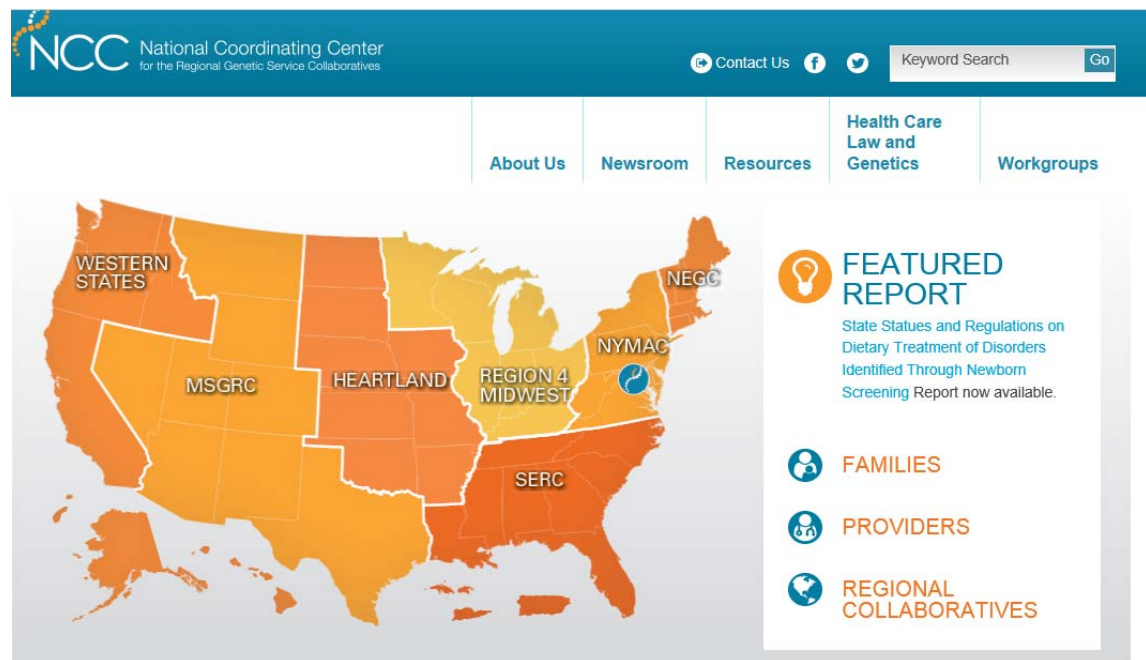 NCC
National Coordinating Center
for the Regional Genetic Service Collaboratives
Contact Us
f
Keyword Search
Go
About Us
Newsroom
Resources
Health Care
Law and
Genetics
Workgroups
WESTERN
STATES
MSGRC
HEARTLAND
REGION 4
MIDWEST
NYMAC
NEGC
SERC
FEATURED
REPORT
State Statues and Regulations on
Dietary Treatment of Disorders
Identified Through Newborn
Screening Report now available.
FAMILIES
PROVIDERS
REGIONAL
COLLABORATIVES